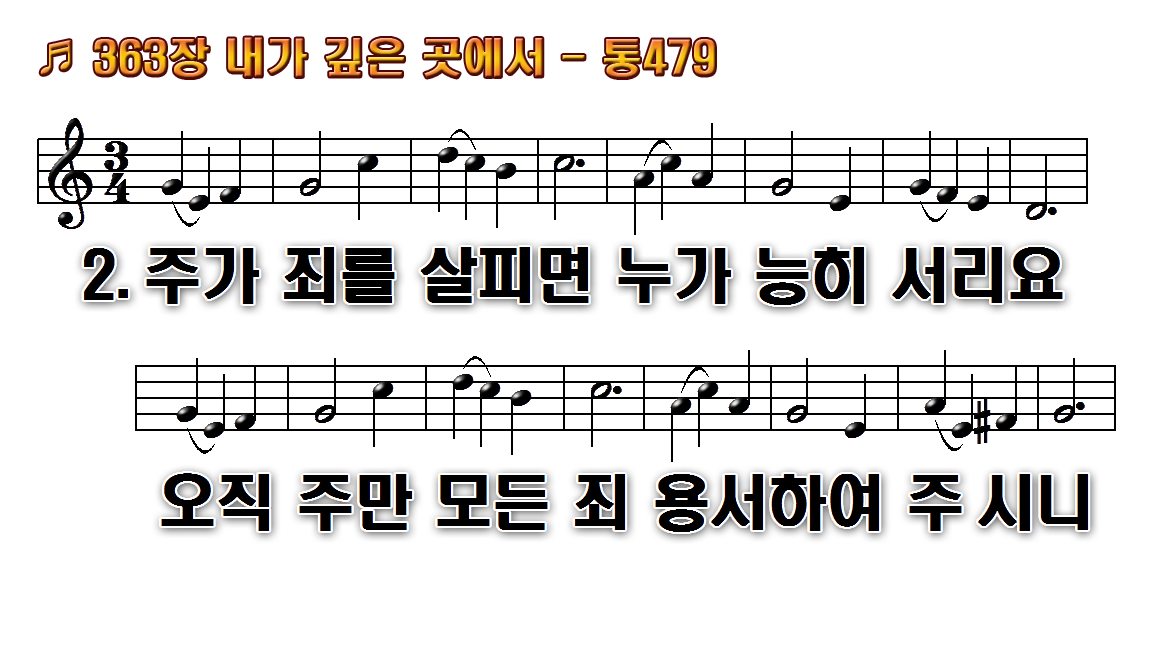 ♬ 363장 내가 깊은 곳에서 - 통479
3
4
2. 주가 죄를 살피면 누가 능히 서리요
오직 주만 모든 죄 용서하여 주 시니